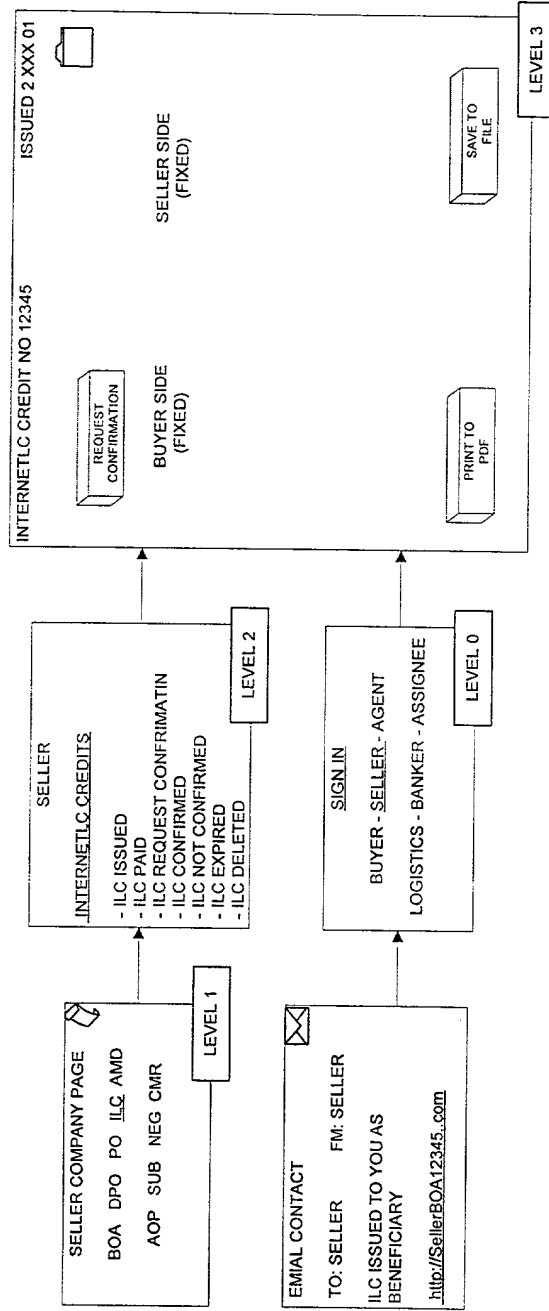 SELLER COMPANY PAGE
BOA DPO PO ILC AMD
AOP SUB NEG CMR
LEVEL 1
SELLER
INTERNETLC CREDITS
- ILC ISSUED
- ILC PAID
- ILC REQUEST CONFRIMATIN
- ILC CONFIRMED
- ILC NOT CONFIRMED
- ILC EXPIRED
- ILC DELETED
LEVEL 2
EMIAL CONTACT
TO: SELLER FM: SELLER
ILC ISSUED TO YOU AS
BENEFICIARY
http://SellerBOA12345,.com
SIGN IN
BUYER - SELLER - AGENT
LOGISTICS - BANKER - ASSIGNEE
LEVEL 0
INTERNETLC CREDIT NO 12345 ISSUED 2 XXX 01
REQUEST
CONFIRMATION
BUYER SIDE
(FIXED)
SELLER SIDE
(FIXED)
PRINT TO
PDF
SAVE TO
FILE
LEVEL 3